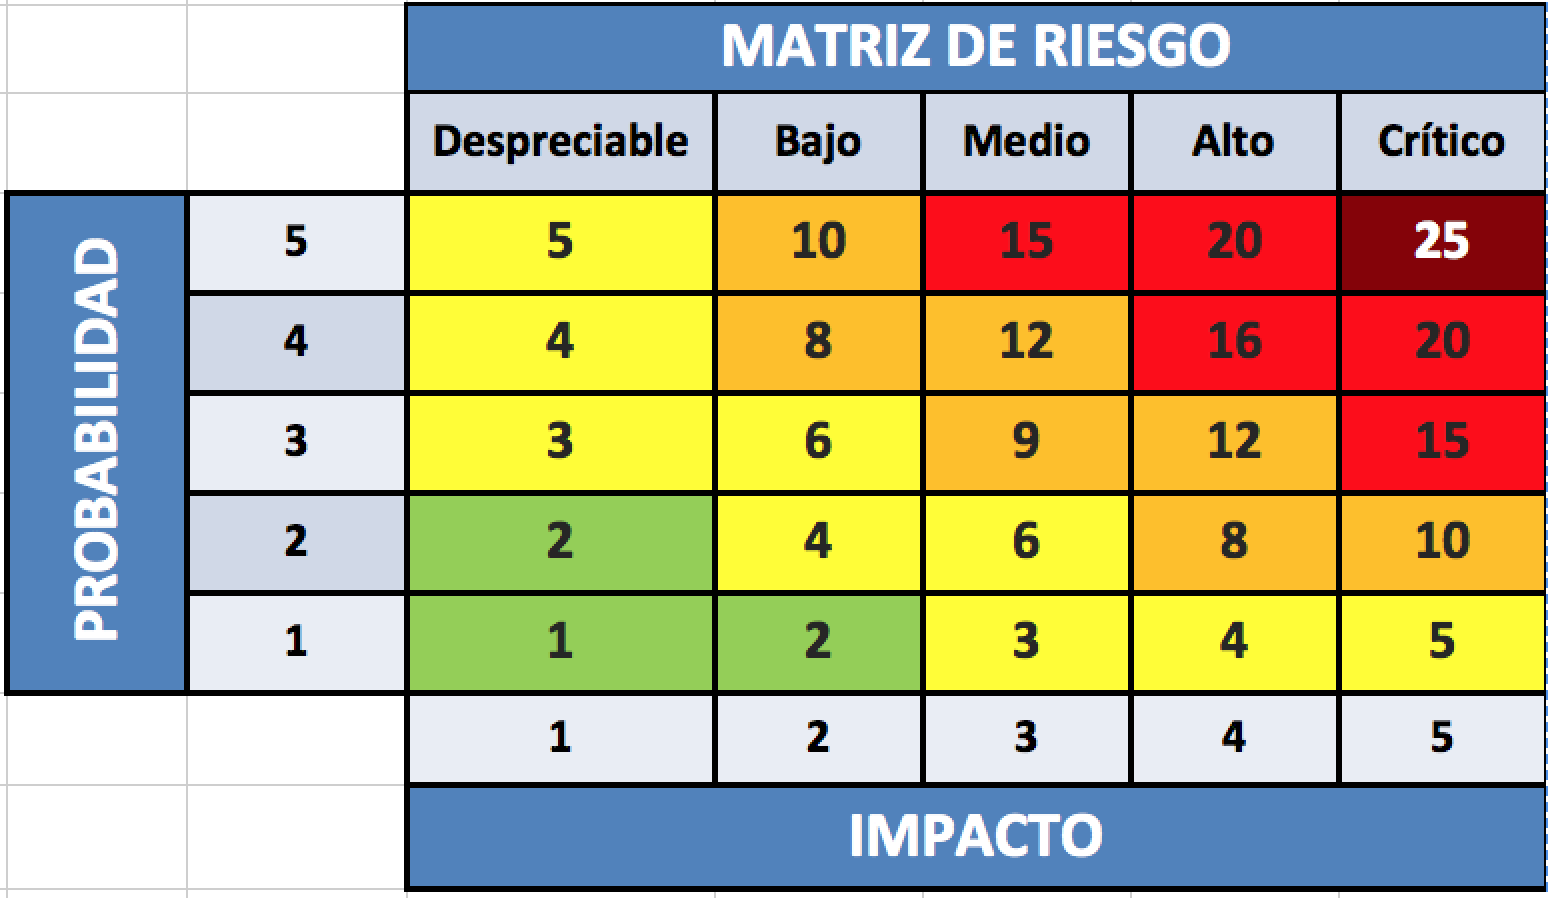 MATRIZ DE RIESGO
Despreciable Bajo Medio Alto Crítico
PROBABILIDAD
5 5 10 15 20 25
4 4 8 12 16 20
3 3 6 9 12 15
2 2 4 6 8 10
1 1 2 3 4 5
1 2 3 4 5
IMPACTO